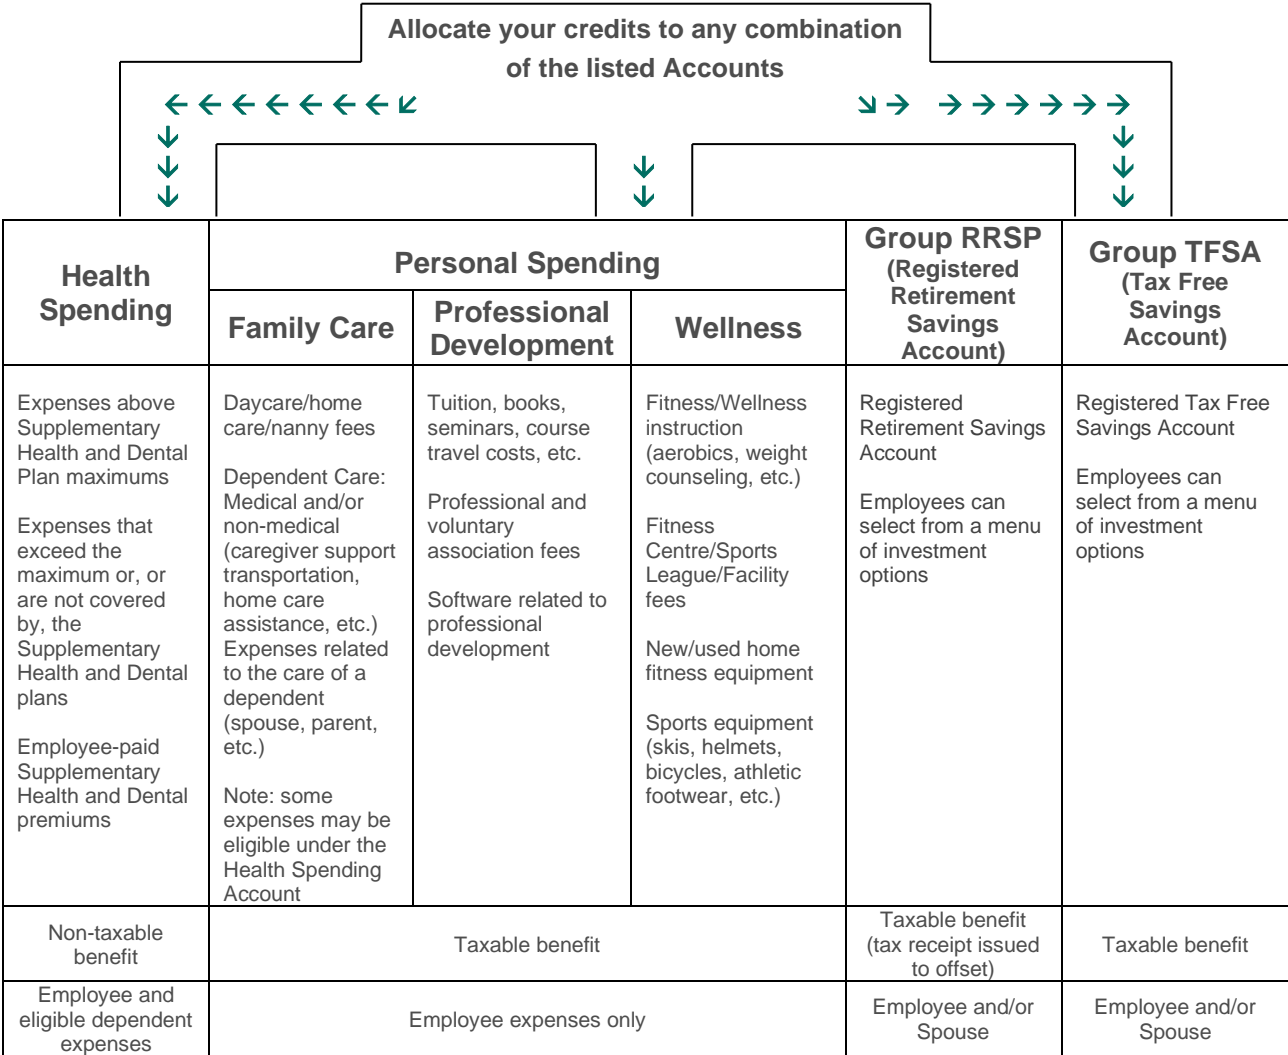 Allocate your credits to any combination
of the listed Accounts
Health
Spending
Personal Spending
Family Care
Professional
Development
Wellness
Group RRSP
(Registered
Retirement
Savings
Account)
Group TFSA
(Tax Free
Savings
Account)
Expenses above
Supplementary
Health and Dental
Plan maximums
Expenses that
exceed the
maximum or, or
are not covered
by, the
Supplementary
Health and Dental
plans
Employee-paid
Supplementary
Health and Dental
premiums
Daycare/home
care/nanny fees
Dependent Care:
Medical and/or
non-medical
(caregiver support
transportation,
home care
assistance, etc.)
Expenses related
to the care of a
dependent
(spouse, parent,
etc.)
Note: some
expenses may be
eligible under the
Health Spending
Account
Tuition, books,
seminars, course
travel costs, etc.
Professional and
voluntary
association fees
Software related to
professional
development
Fitness/Wellness
instruction
(aerobics, weight
counseling, etc.)
Fitness
Centre/Sports
League/Facility
fees
New/used home
fitness equipment
Sports equipment
(skis, helmets,
bicycles, athletic
footwear, etc.)
Registered
Retirement Savings
Account
Employees can
select from a menu
of investment
options
Registered Tax Free
Savings Account
Employees can
select from a menu
of investment
options
Non-taxable
benefit
Taxable benefit
Taxable benefit
(tax receipt issued
to offset)
Taxable benefit
Employee and
eligible dependent
expenses
Employee expenses only
Employee and/or
Spouse
Employee and/or
Spouse